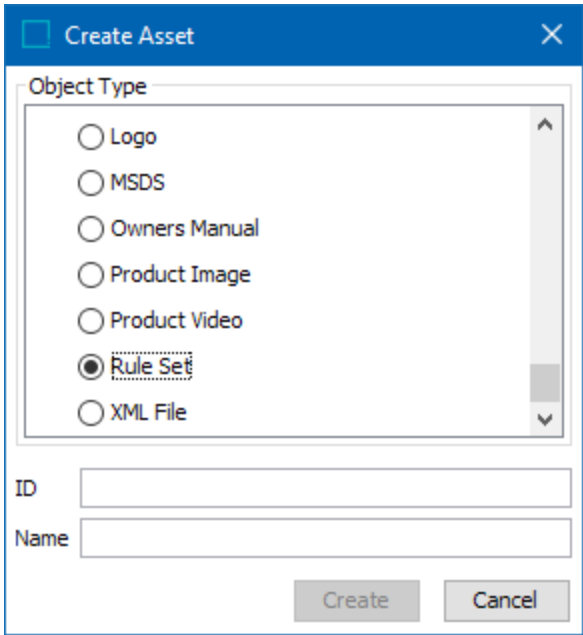 Create Asset
Object Type
Logo
MSDS
Owners Manual
Product Image
Product Video
Rule Set
XML File
ID
Name
Create
Cancel